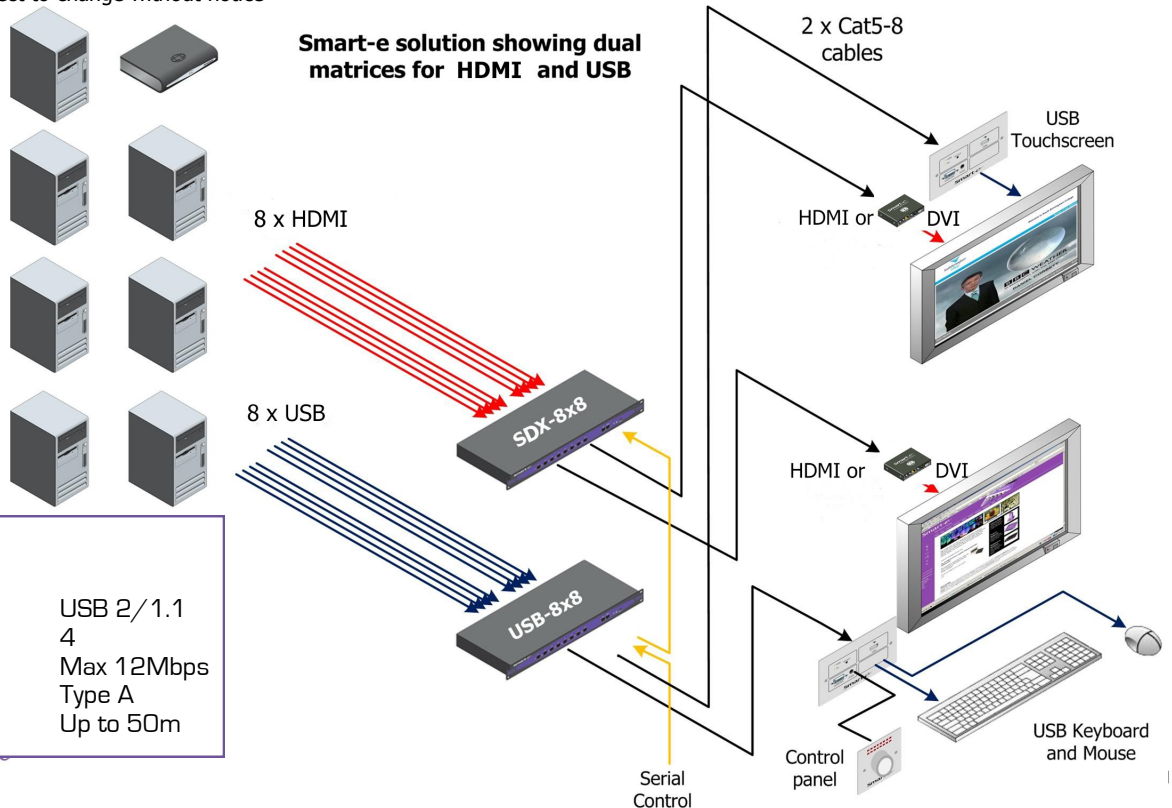 Smart-e solution showing dual
matrices for HDMI and USB
2 x Cat5-8
cables
USB
Touchscreen
HDMI or
DVI
8 x HDMI
SDX-8x8
8 x USB
HDMI or
DVI
USB-8x8
USB 2/1.1
4
Max 12Mbps
Type A
Up to 50m
USB Keyboard
and Mouse
Control
panel
Serial
Control